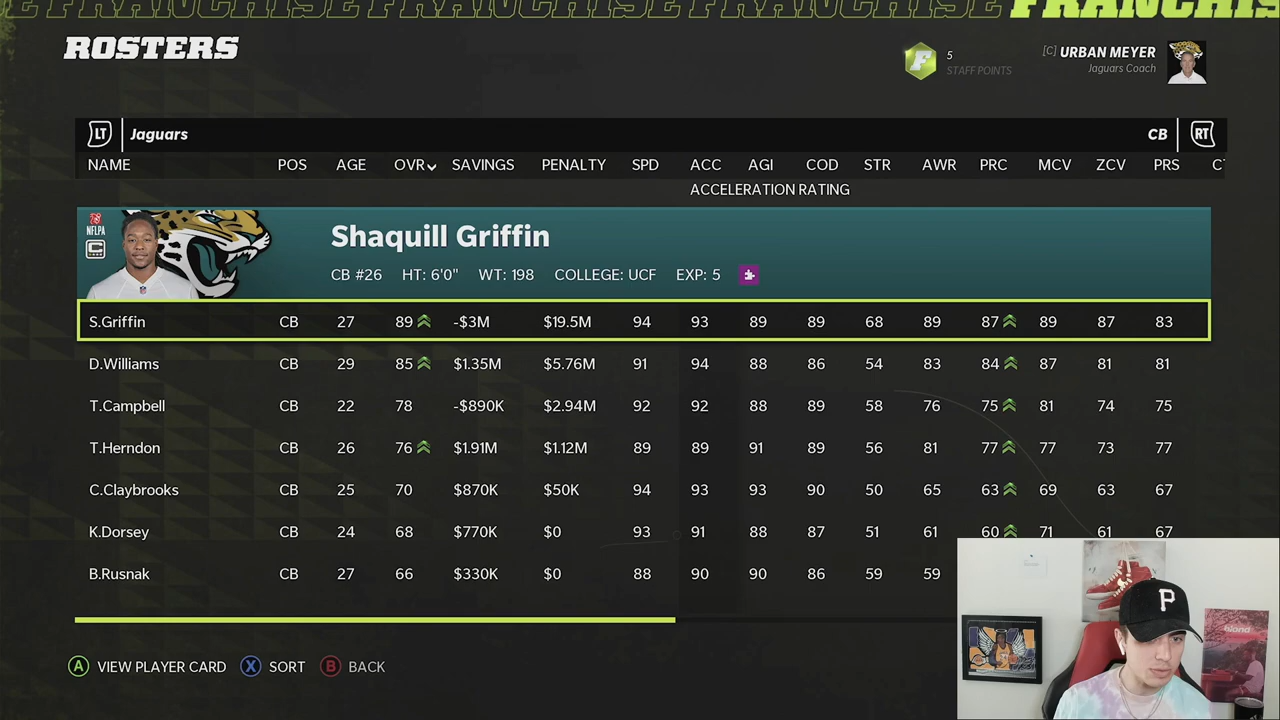 FRANCHISE FRANCHISE FRANCHISE FRANCHIS
ROSTERS
5
STAFF POINTS
[C] URBAN MEYER
Jaguars Coach
LT Jaguars CB RT
NAME POS AGE OVR SAVINGS PENALTY SPD ACC AGI COD STR AWR PRC MCV ZCV PRS
ACCELERATION RATING
NFLPA
C
Shaquill Griffin
CB #26 HT: 6'0" WT: 198 COLLEGE: UCF EXP: 5
S.Griffin CB 27 89 -$3M $19.5M 94 93 89 89 68 89 87 89 87 83
D.Williams CB 29 85 $1.35M $5.76M 91 94 88 86 54 83 84 87 81 81
T.Campbell CB 22 78 -$890K $2.94M 92 92 88 89 58 76 75 81 74 75
T.Herndon CB 26 76 $1.91M $1.12M 89 89 91 89 56 81 77 77 73 77
C.Claybrooks CB 25 70 $870K $50K 94 93 93 90 50 65 63 69 63 67
K.Dorsey CB 24 68 $770K $0 93 91 88 87 51 61 60 71 61 67
B.Rusnak CB 27 66 $330K $0 88 90 90 86 59 59
P
island
A VIEW PLAYER CARD X SORT B BACK